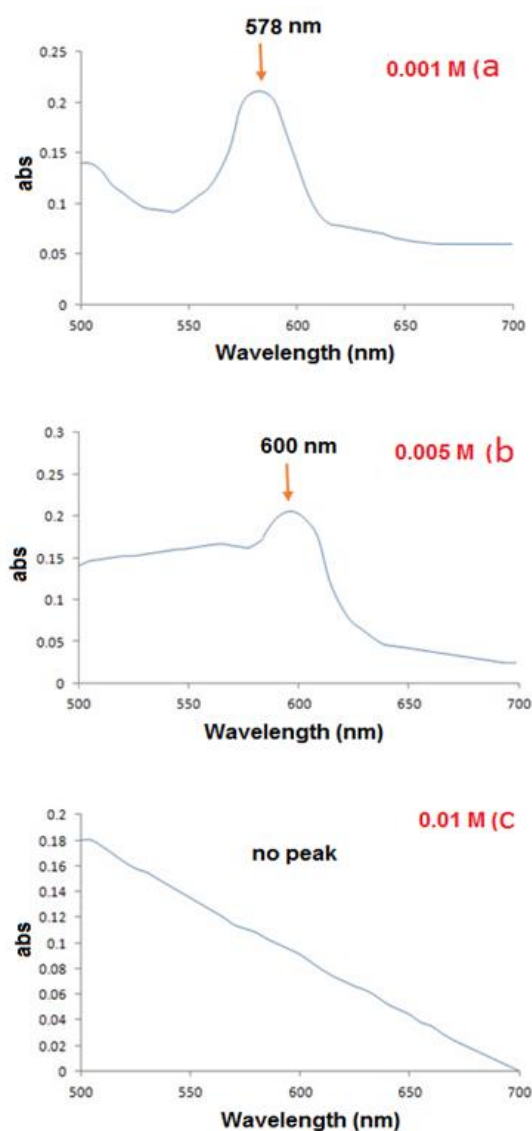 578 nm
0.001 M (a
0.25
0.2
0.15
0.1
0.05
0
abs
500 550 600 650 700
Wavelength (nm)
600 nm
0.005 M (b
0.3
0.25
0.2
0.15
0.1
0.05
0
abs
500 550 600 650 700
Wavelength (nm)
0.01 M (C
no peak
0.2
0.18
0.16
0.14
0.12
0.1
0.08
0.06
0.04
0.02
0
abs
500 550 600 650 700
Wavelength (nm)